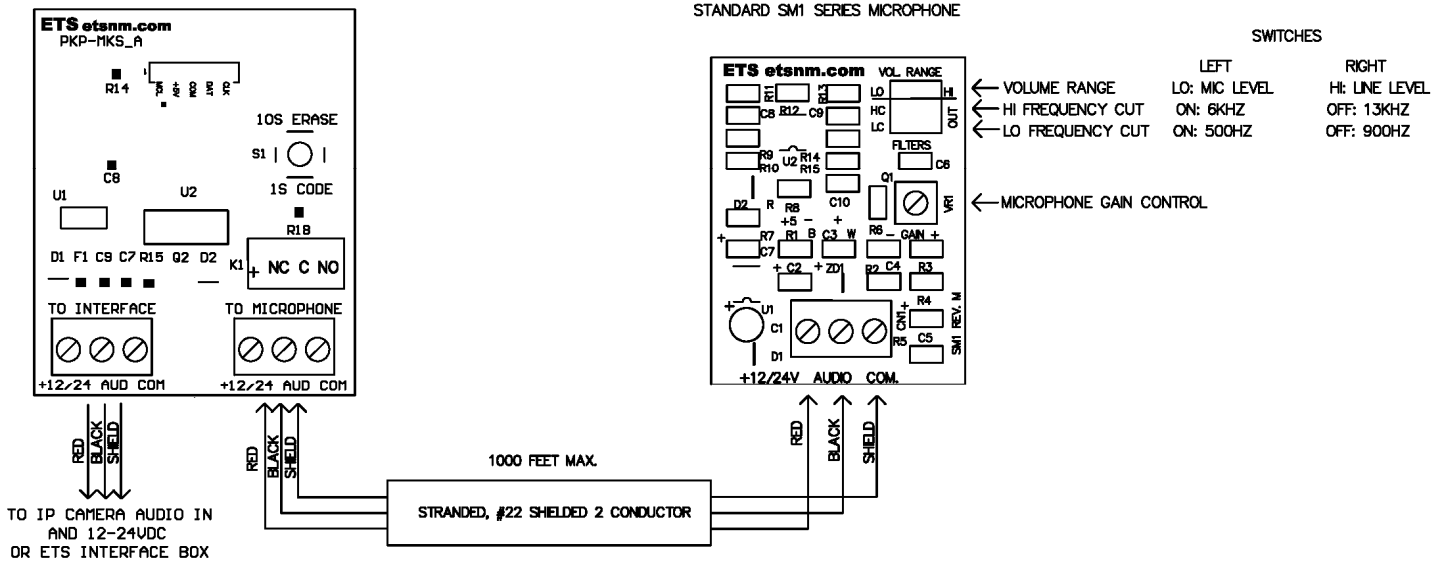 STANDARD SM1 SERIES MICROPHONE
ETS etsnm.com
PKP-MKS_A
R14
COM
DAT
CLK
+5V
10S ERASE
S1
1S CODE
C8
R18
U1
U2
D1 F1 C9 C7 R15 Q2 D2
K1
+ NC C NO
TO INTERFACE
TO MICROPHONE
+12/24 AUD COM
+12/24 AUD COM
RED
BLACK
SHIELD
RED
BLACK
SHIELD
TO IP CAMERA AUDIO IN
AND 12-24VDC
OR ETS INTERFACE BOX
1000 FEET MAX.
STRANDED, #22 SHIELDED 2 CONDUCTOR
RED
BLACK
SHIELD
ETS etsnm.com
VOL. RANGE
LO
HI
HC
LC
OUT
FILTERS
R11
R12
R13
C8
C9
R9
R10
U2
R14
R15
C6
Q1
VR1
D2
R
R8
C10
+5 - +
R7
C7
R1
B
C3
W
R6
- GAIN +
+
+ C2
+ ZD1
R2
C4
R3
+
U1
C1
D1
CN1+
R4
R5
C5
SM1 REV. M
+12/24V AUDIO COM.
SWITCHES
LEFT RIGHT
VOLUME RANGE LO: MIC LEVEL HI: LINE LEVEL
HI FREQUENCY CUT ON: 6KHZ OFF: 13KHZ
LO FREQUENCY CUT ON: 500HZ OFF: 900HZ
MICROPHONE GAIN CONTROL